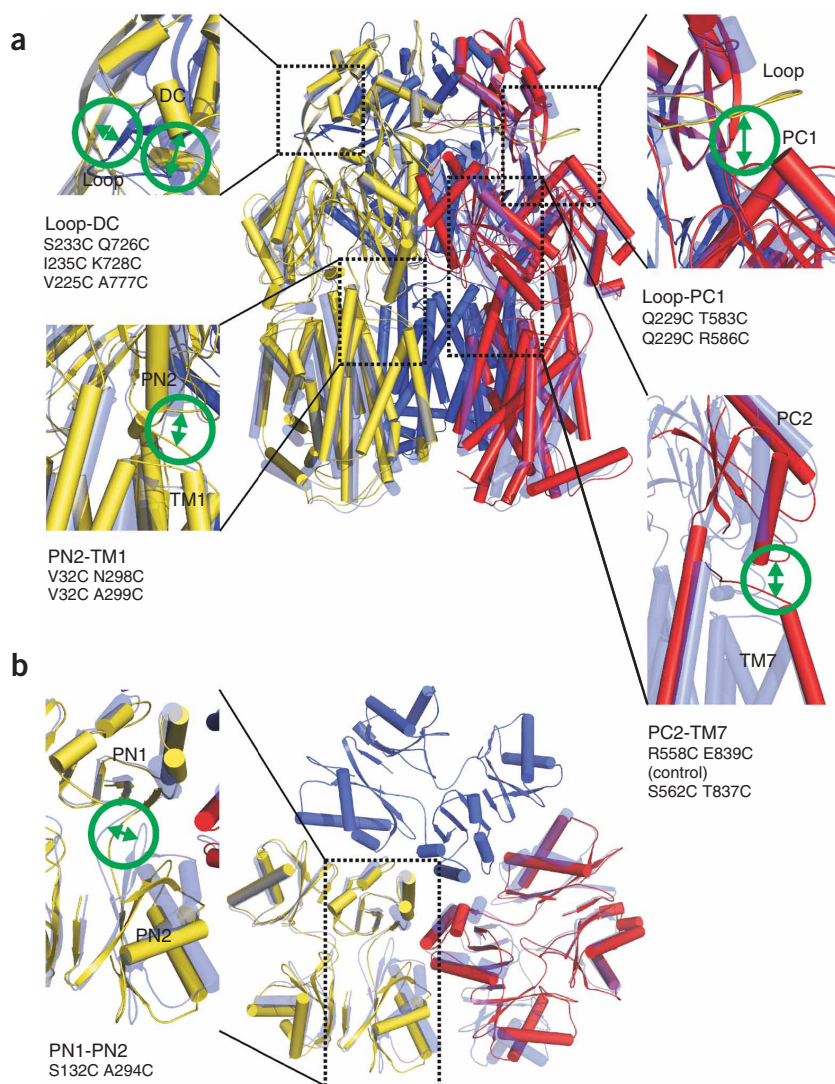 a
DC
Loop
Loop-DC
S233C Q726C
I235C K728C
V225C A777C
Loop
PC1
Loop-PC1
Q229C T583C
Q229C R586C
PN2
TM1
PN2-TM1
V32C N298C
V32C A299C
PC2
TM7
PC2-TM7
R558C E839C
(control)
S562C T837C
b
PN1
PN2
PN1-PN2
S132C A294C